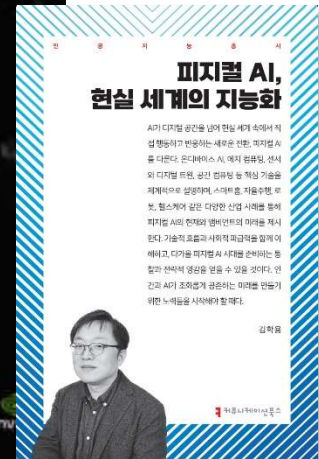 인공지능총서
피지컬 AI,
현실 세계의 지능화
AI가 디지털 공간을 넘어 현실 세계 속에서 직
접 행동하고 반응하는 새로운 전환, 피지컬 AI
를 다룬다. 온디바이스 AI, 에지 컴퓨팅, 센서
와 디지털 트윈, 공간 컴퓨팅 등 핵심 기술을
체계적으로 설명하며, 스마트홈, 자율주행, 로
봇, 헬스케어 같은 다양한 산업 사례를 통해
피지컬 AI의 현재와 앰비언트의 미래를 제시
한다. 기술적 흐름과 사회적 파급력을 함께 이
해하고, 다가올 피지컬 AI 시대를 준비하는 통
찰과 전략적 영감을 얻을 수 있을 것이다. 인
간과 AI가 조화롭게 공존하는 미래를 만들기
위한 노력들을 시작해야 할 때다.
김학용
커뮤니케이션북스